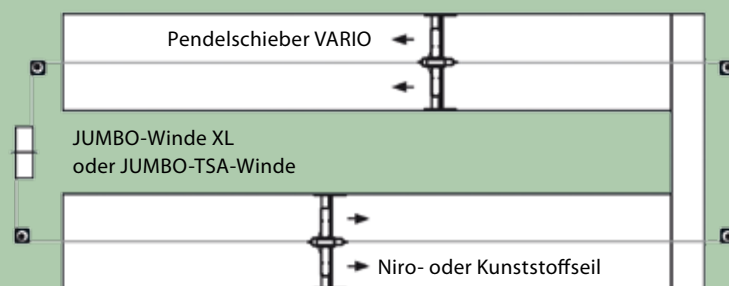 Pendelschieber VARIO
JUMBO-Winde XL
oder JUMBO-TSA-Winde
Niro- oder Kunststoffseil